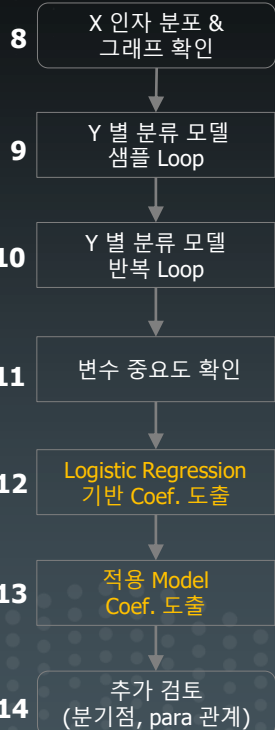 8
X 인자 분포 &
그래프 확인
9
Y 별 분류 모델
샘플 Loop
10
Y 별 분류 모델
반복 Loop
11
변수 중요도 확인
12
Logistic Regression
기반 Coef. 도출
13
적용 Model
Coef. 도출
14
추가 검토
(분기점, para 관계)